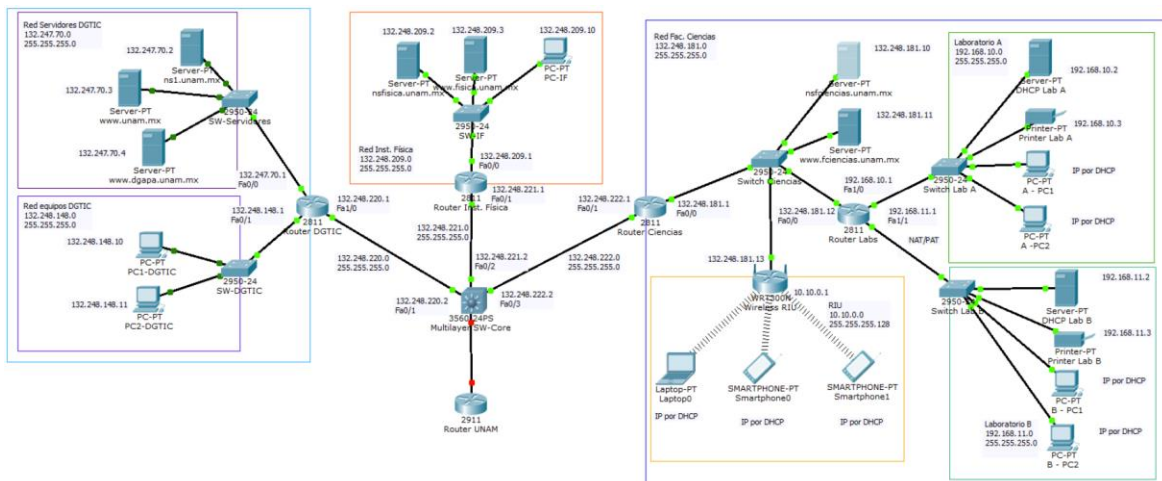 Red Servidores DGTIC
132.247.70.0
255.255.255.0
132.247.70.2
Server-PT
ns1.unam.mx
132.247.70.3
Server-PT
www.unam.mx
2950-24
SW-Servidores
132.247.70.4
Server-PT
www.dgapa.unam.mx
132.247.70.1
Fa0/0
Red equipos DGTIC
132.248.148.0
255.255.255.0
132.248.148.1
Fa0/1
2811
Router DGTIC
132.248.220.1
Fa1/0
132.248.148.10
PC-PT
PC1-DGTIC
2950-24
SW-DGTIC
132.248.148.11
PC-PT
PC2-DGTIC
132.248.220.0
255.255.255.0
132.248.209.2
132.248.209.3
132.248.209.10
Server-PT
nsfisica.unam.mx
Server-PT
www.fisica.unam.mx
PC-PT
PC-IF
2950-24
SW-IF
Red Inst. Física
132.248.209.0
255.255.255.0
132.248.209.1
Fa0/0
2811
Router Inst. Física
132.248.221.1
Fa0/1
132.248.221.0
255.255.255.0
132.248.221.2
Fa0/2
132.248.220.2
Fa0/1
132.248.222.2
Fa0/3
3560-24PS
Multilayer SW-Core
132.248.222.0
255.255.255.0
2911
Router UNAM
Red Fac. Ciencias
132.248.181.0
255.255.255.0
132.248.181.10
Server-PT
nsfciencias.unam.mx
132.248.181.11
Server-PT
www.fciencias.unam.mx
2950-24
Switch Ciencias
132.248.222.1
Fa0/1
2811
Router Ciencias
132.248.181.1
Fa0/0
132.248.181.12
Fa0/0
192.168.10.1
Fa1/0
2811
Router Labs
192.168.11.1
Fa1/1
NAT/PAT
132.248.181.13
WRT300N
Wireless RIU
10.10.0.1
RIU
10.10.0.0
255.255.255.128
Laptop-PT
Laptop0
IP por DHCP
SMARTPHONE-PT
Smartphone0
IP por DHCP
SMARTPHONE-PT
Smartphone1
IP por DHCP
Laboratorio A
192.168.10.0
255.255.255.0
192.168.10.2
Server-PT
DHCP Lab A
192.168.10.3
Printer-PT
Printer Lab A
2950-24
Switch Lab A
PC-PT
A - PC1
IP por DHCP
PC-PT
A -PC2
IP por DHCP
192.168.11.2
Switch Lab B
Server-PT
DHCP Lab B
192.168.11.3
Printer-PT
Printer Lab B
PC-PT
B - PC1
IP por DHCP
Laboratorio B
192.168.11.0
255.255.255.0
PC-PT
B - PC2
IP por DHCP